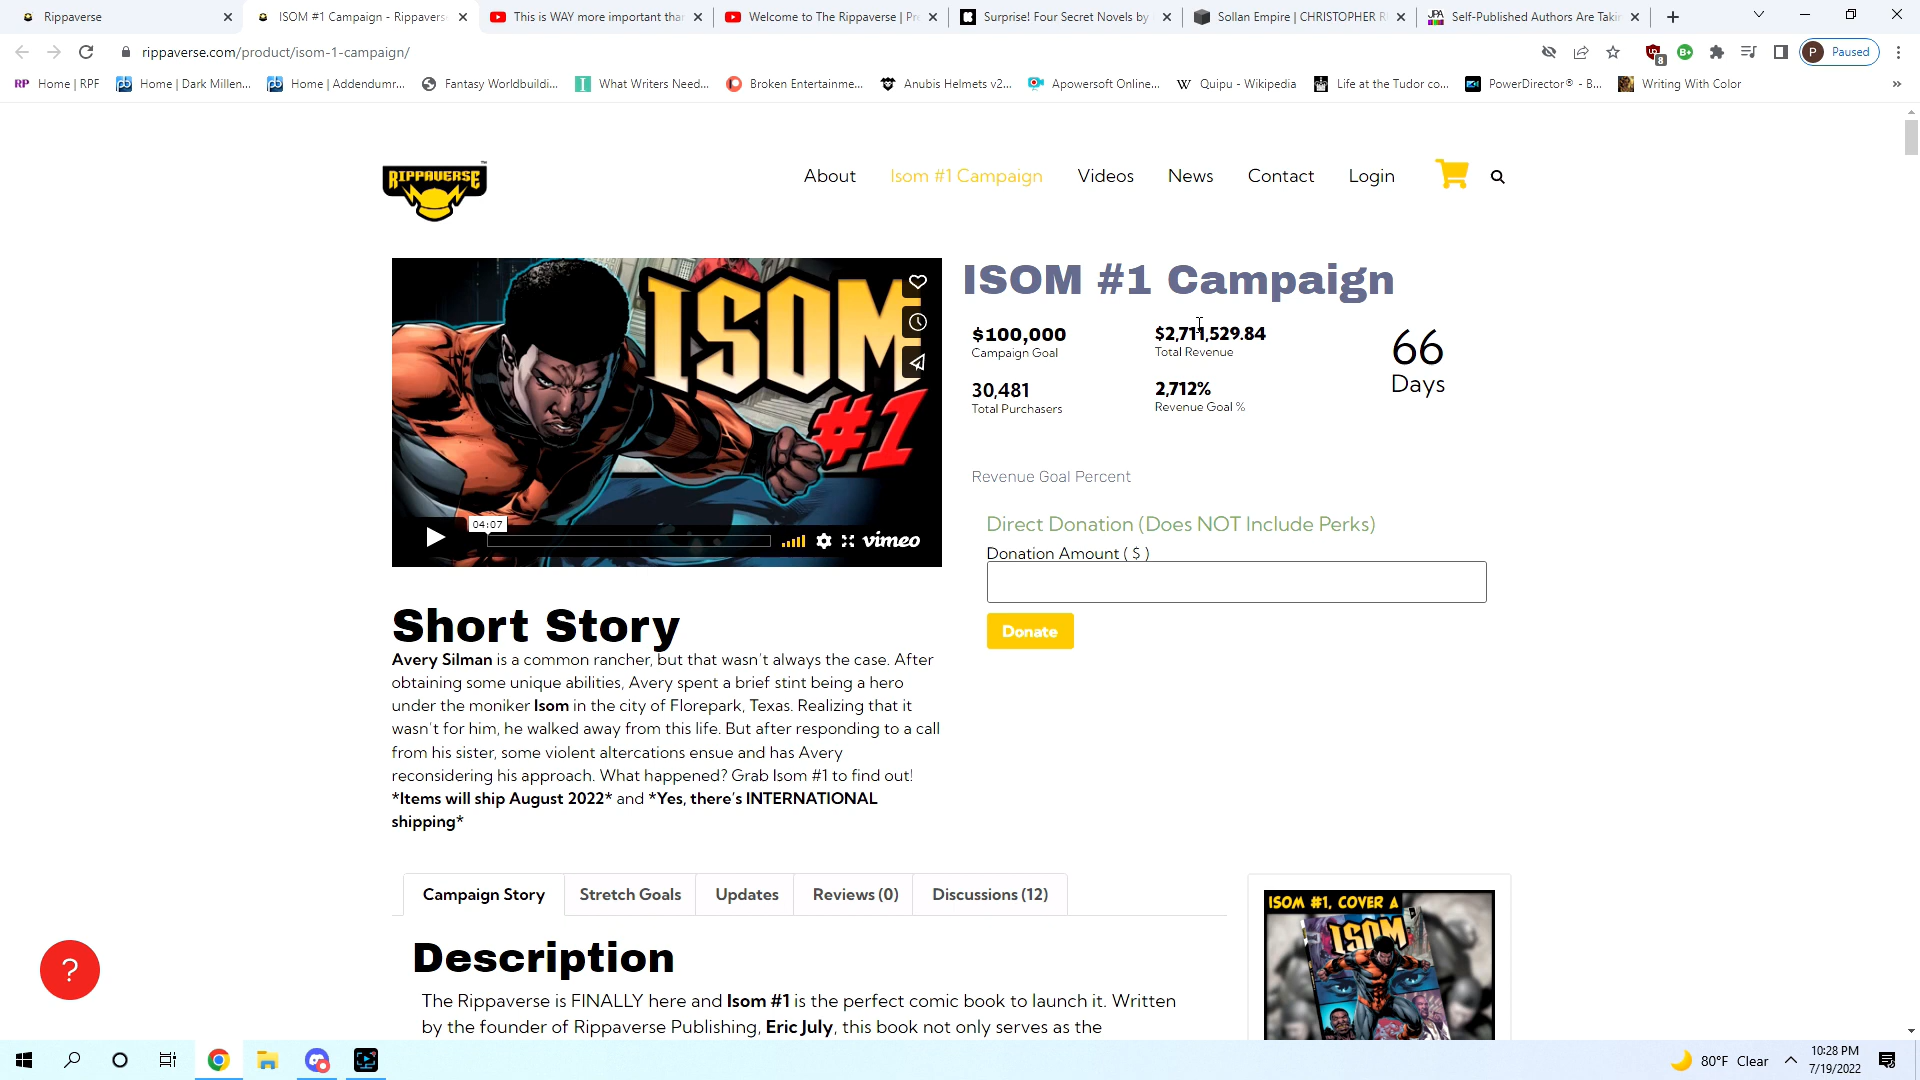 Rippaverse
ISOM #1 Campaign - Rippavers
This is WAY more important tha
Welcome to The Rippaverse | Pr
Surprise! Four Secret Novels by
Sollan Empire | CHRISTOPHER R
Self-Published Authors Are Takin
rippaverse.com/product/isom-1-campaign/
8
P
Paused
RP Home | RPF
Home | Dark Millen...
Home | Addendumr...
Fantasy Worldbuildi...
What Writers Need...
Broken Entertainme...
Anubis Helmets v2...
Apowersoft Online...
W Quipu - Wikipedia
Life at the Tudor co...
PowerDirector® - B...
Writing With Color
»
RIPPAVERSE™
About
Isom #1 Campaign
Videos
News
Contact
Login
ISOM
#1
04:07
vimeo
ISOM #1 Campaign
$100,000
Campaign Goal
$2,711,529.84
Total Revenue
66
Days
30,481
Total Purchasers
2,712%
Revenue Goal %
Revenue Goal Percent
Direct Donation (Does NOT Include Perks)
Donation Amount ( $ )
Donate
Short Story
Avery Silman is a common rancher, but that wasn't always the case. After
obtaining some unique abilities, Avery spent a brief stint being a hero
under the moniker Isom in the city of Florepark, Texas. Realizing that it
wasn't for him, he walked away from this life. But after responding to a call
from his sister, some violent altercations ensue and has Avery
reconsidering his approach. What happened? Grab Isom #1 to find out!
*Items will ship August 2022* and *Yes, there's INTERNATIONAL
shipping*
Campaign Story
Stretch Goals
Updates
Reviews (0)
Discussions (12)
Description
The Rippaverse is FINALLY here and Isom #1 is the perfect comic book to launch it. Written
by the founder of Rippaverse Publishing, Eric July, this book not only serves as the
ISOM #1, COVER A
ISOM
?
80°F Clear
10:28 PM
7/19/2022